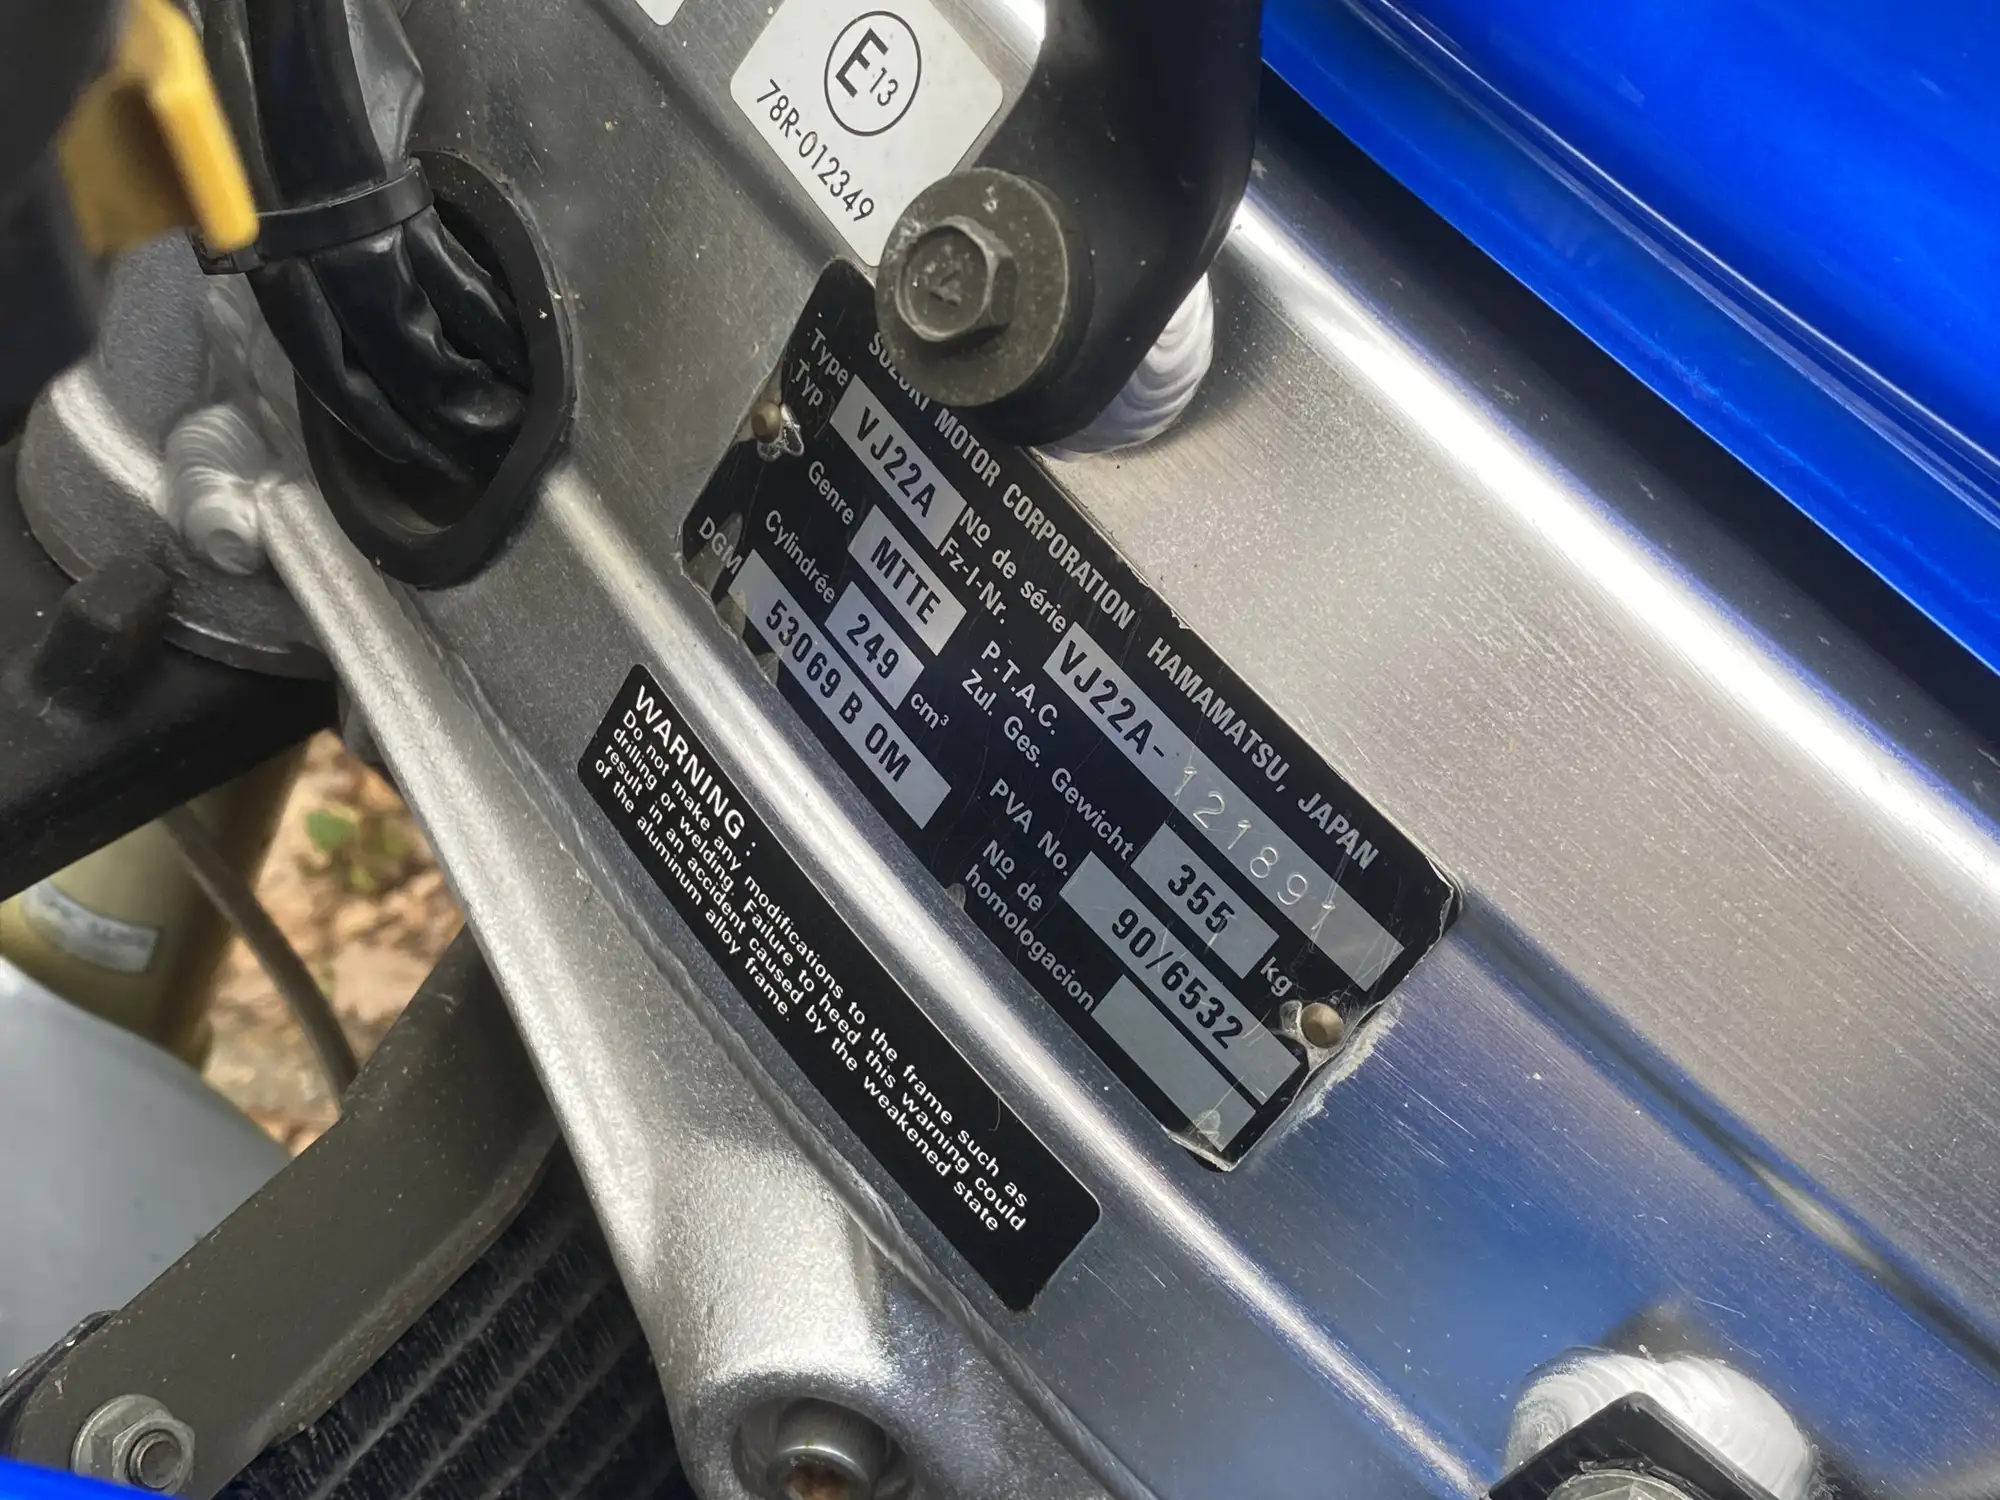 E13
78R-012349
SUZUKI MOTOR CORPORATION HAMAMATSU, JAPAN
Type
Typ
VJ22A
Nº de série
Fz-I-Nr.
VJ22A-121891
Genre
MTTE
P.T.A.C.
Zul. Ges. Gewicht
355 kg
Cylindrée
249 cm³
PVA No.
90/6532
DGM
53069 B OM
Nº de
homologacion
WARNING :
Do not make any modifications to the frame such as
drilling or welding. Failure to heed this warning could
result in an accident caused by the weakened state
of the aluminum alloy frame.